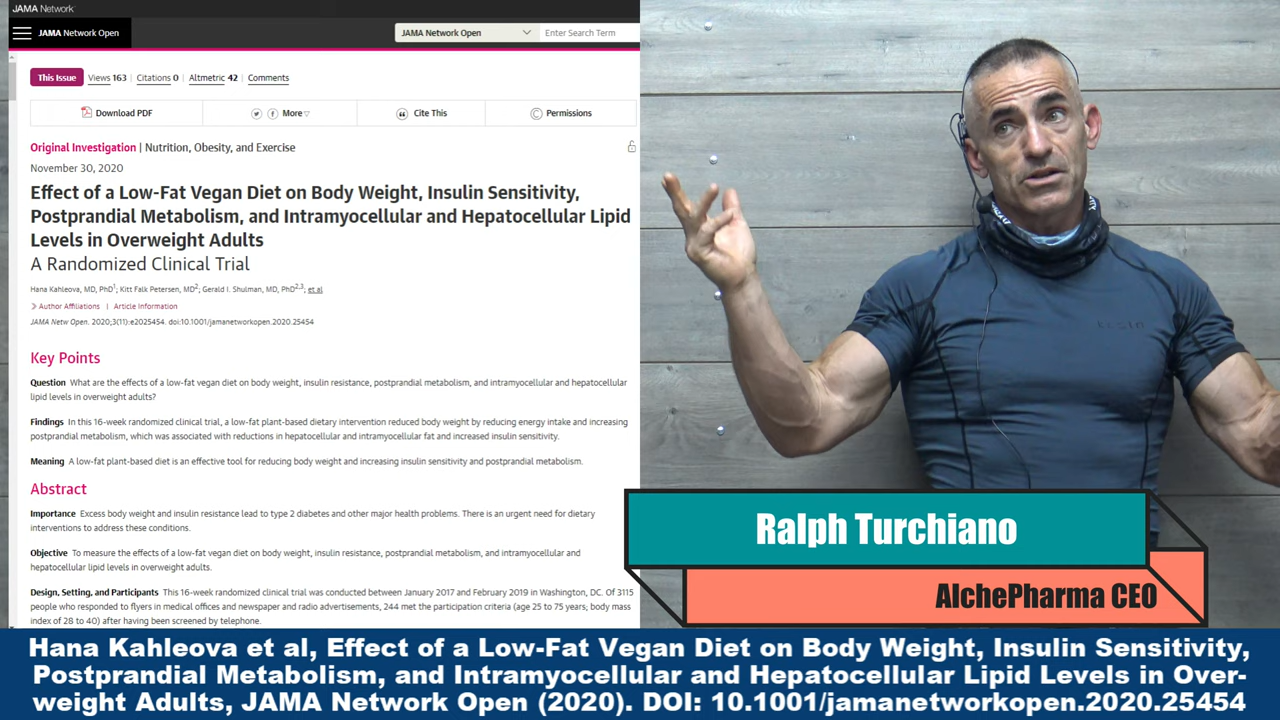 JAMA Network
JAMA Network Open
JAMA Network Open
Enter Search Term
This Issue
Views 163
Citations 0
Altmetric 42
Comments
Download PDF
More
Cite This
Permissions
Original Investigation | Nutrition, Obesity, and Exercise
November 30, 2020
Effect of a Low-Fat Vegan Diet on Body Weight, Insulin Sensitivity,
Postprandial Metabolism, and Intramyocellular and Hepatocellular Lipid
Levels in Overweight Adults
A Randomized Clinical Trial
Hana Kahleova, MD, PhD1; Kitt Falk Petersen, MD2; Gerald I. Shulman, MD, PhD2,3; et al
Author Affiliations | Article Information
JAMA Netw Open. 2020;3(11):e2025454. doi:10.1001/jamanetworkopen.2020.25454
Key Points
Question What are the effects of a low-fat vegan diet on body weight, insulin resistance, postprandial metabolism, and intramyocellular and hepatocellular
lipid levels in overweight adults?
Findings In this 16-week randomized clinical trial, a low-fat plant-based dietary intervention reduced body weight by reducing energy intake and increasing
postprandial metabolism, which was associated with reductions in hepatocellular and intramyocellular fat and increased insulin sensitivity.
Meaning A low-fat plant-based diet is an effective tool for reducing body weight and increasing insulin sensitivity and postprandial metabolism.
Abstract
Importance Excess body weight and insulin resistance lead to type 2 diabetes and other major health problems. There is an urgent need for dietary
interventions to address these conditions.
Objective To measure the effects of a low-fat vegan diet on body weight, insulin resistance, postprandial metabolism, and intramyocellular and
hepatocellular lipid levels in overweight adults.
Design, Setting, and Participants This 16-week randomized clinical trial was conducted between January 2017 and February 2019 in Washington, DC. Of 3115
people who responded to flyers in medical offices and newspaper and radio advertisements, 244 met the participation criteria (age 25 to 75 years; body mass
index of 28 to 40) after having been screened by telephone.
Ralph Turchiano
AlchePharma CEO
Hana Kahleova et al, Effect of a Low-Fat Vegan Diet on Body Weight, Insulin Sensitivity,
Postprandial Metabolism, and Intramyocellular and Hepatocellular Lipid Levels in Over-
weight Adults, JAMA Network Open (2020). DOI: 10.1001/jamanetworkopen.2020.25454